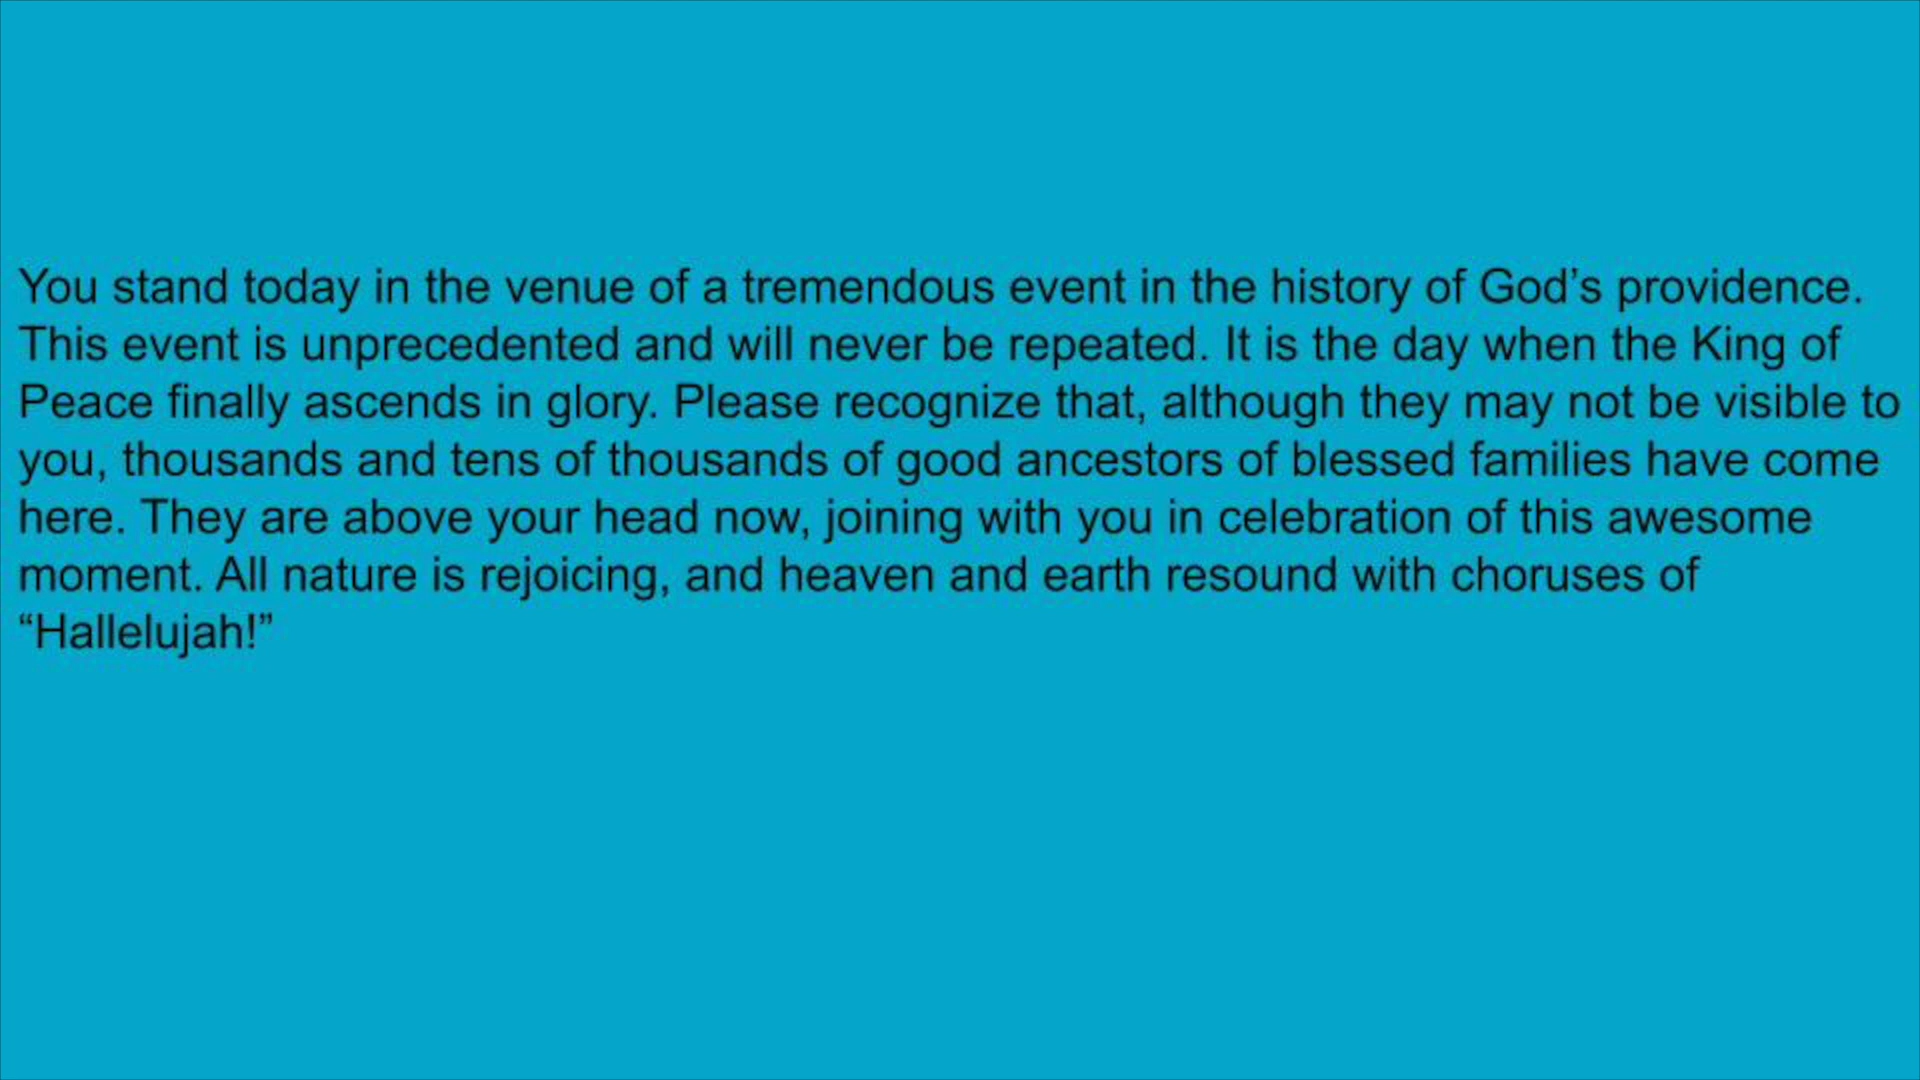 You stand today in the venue of a tremendous event in the history of God’s providence.
This event is unprecedented and will never be repeated. It is the day when the King of
Peace finally ascends in glory. Please recognize that, although they may not be visible to
you, thousands and tens of thousands of good ancestors of blessed families have come
here. They are above your head now, joining with you in celebration of this awesome
moment. All nature is rejoicing, and heaven and earth resound with choruses of
“Hallelujah!”